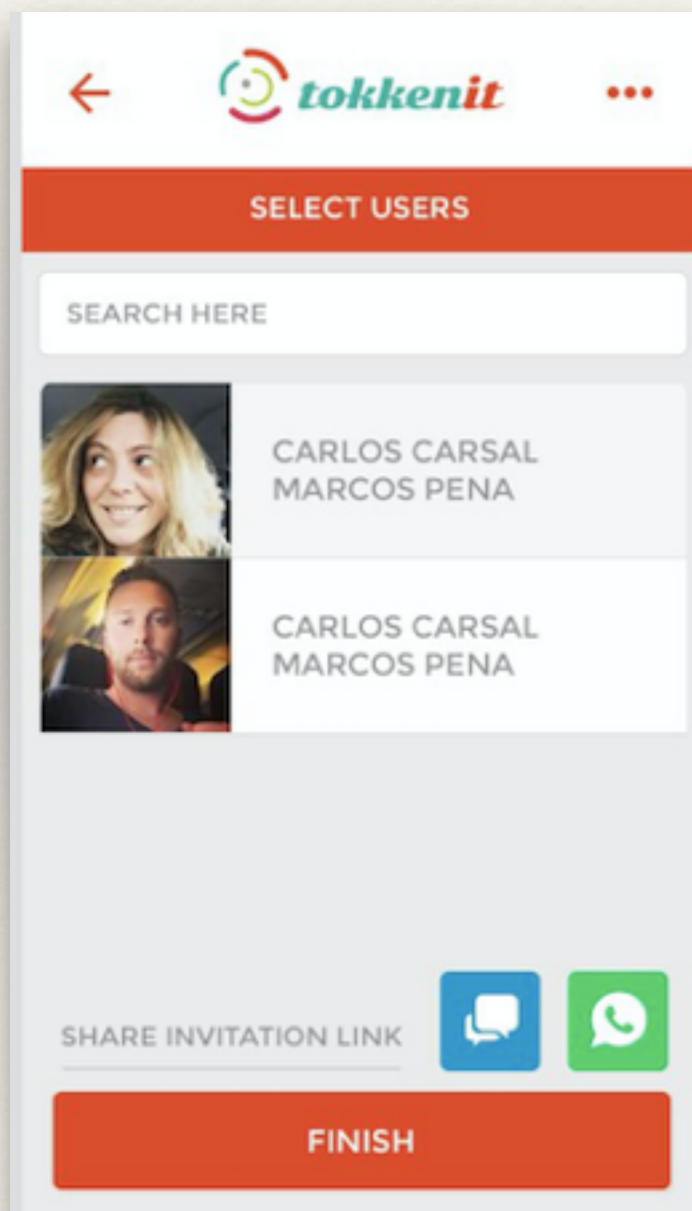 tokkenit
SELECT USERS
SEARCH HERE
CARLOS CARSAL
MARCOS PENA
CARLOS CARSAL
MARCOS PENA
SHARE INVITATION LINK
FINISH